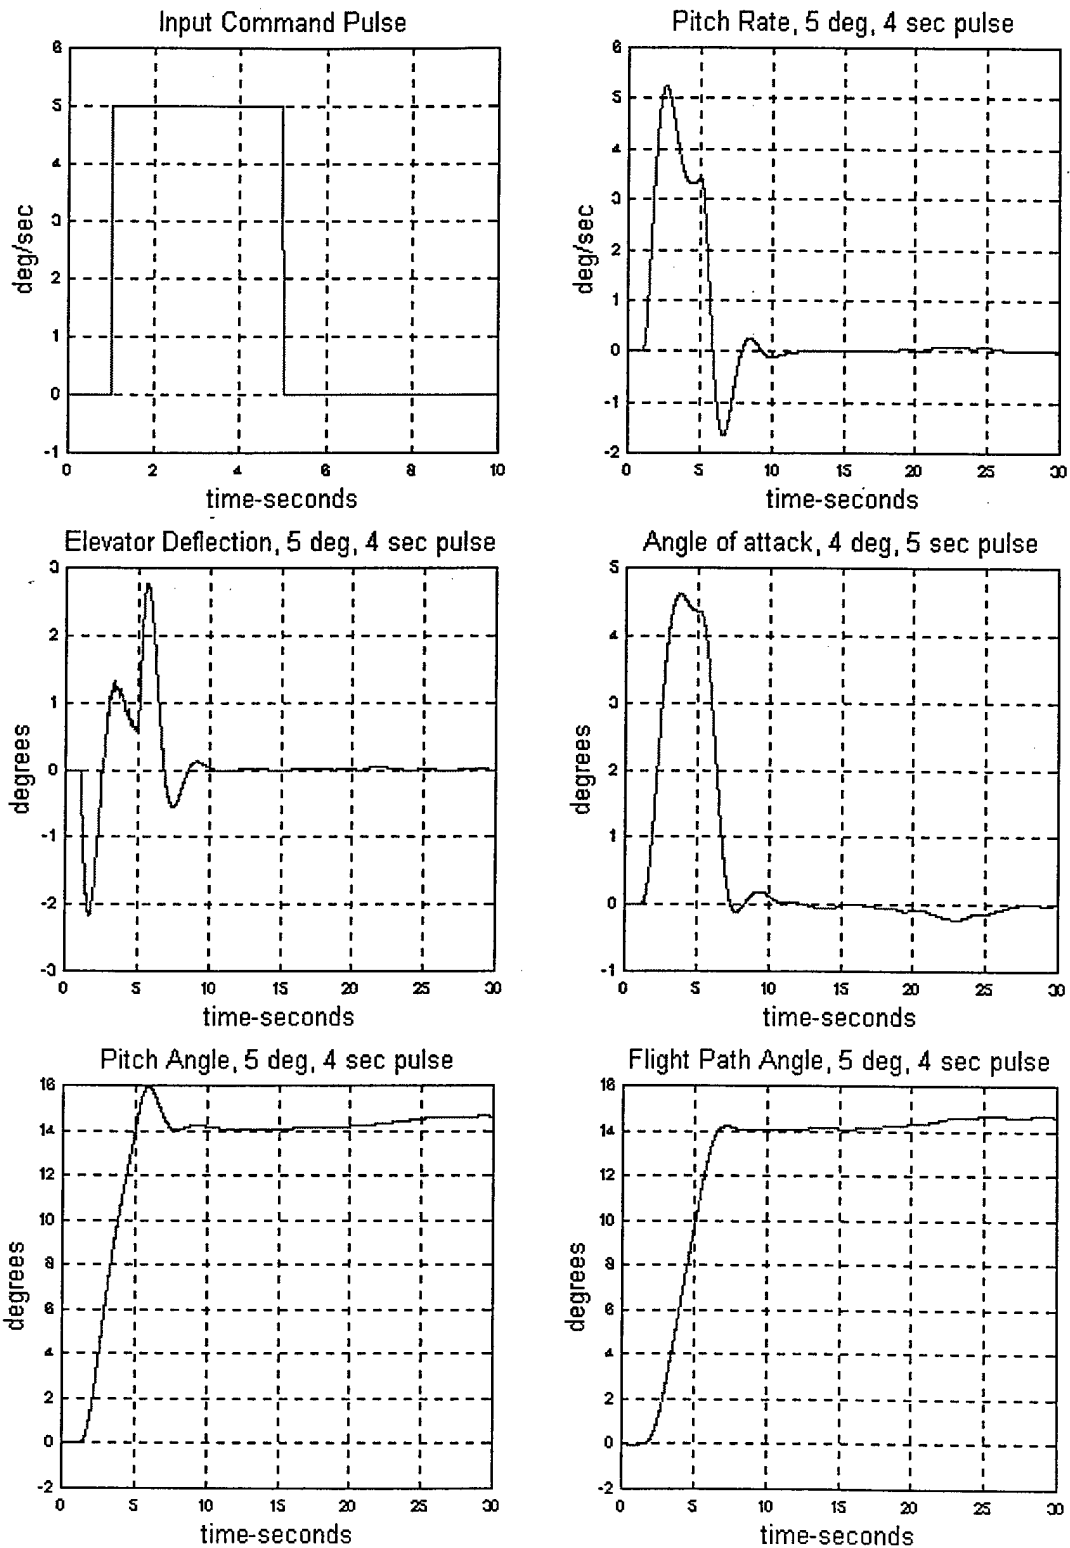 Input Command Pulse
6
5
4
3
2
1
0
-1
deg/sec
0 2 4 6 8 10
time-seconds
Pitch Rate, 5 deg, 4 sec pulse
6
5
4
3
2
1
0
-1
-2
deg/sec
0 5 10 15 20 25 30
time-seconds
Elevator Deflection, 5 deg, 4 sec pulse
3
2
1
0
-1
-2
-3
degrees
0 5 10 15 20 25 30
time-seconds
Angle of attack, 4 deg, 5 sec pulse
5
4
3
2
1
0
-1
degrees
0 5 10 15 20 25 30
time-seconds
Pitch Angle, 5 deg, 4 sec pulse
16
14
12
10
8
6
4
2
0
-2
degrees
0 5 10 15 20 25 30
time-seconds
Flight Path Angle, 5 deg, 4 sec pulse
16
14
12
10
8
6
4
2
0
-2
degrees
0 5 10 15 20 25 30
time-seconds